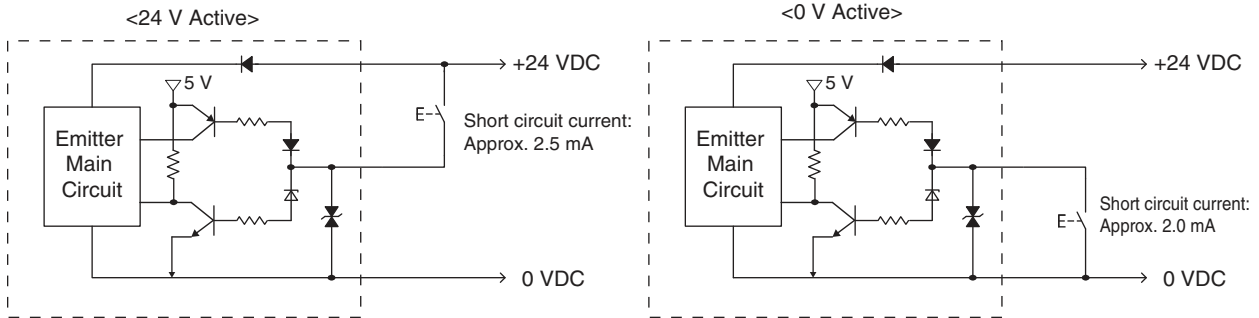 <24 V Active>
+24 VDC
5 V
Emitter
Main
Circuit
E
Short circuit current:
Approx. 2.5 mA
0 VDC
<0 V Active>
+24 VDC
5 V
Emitter
Main
Circuit
E
Short circuit current:
Approx. 2.0 mA
0 VDC